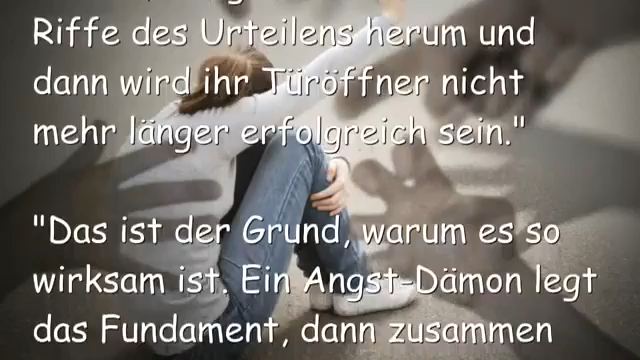 Riffe des Urteilens herum und
dann wird ihr Türöffner nicht
mehr länger erfolgreich sein."
"Das ist der Grund, warum es so
wirksam ist. Ein Angst-Dämon legt
das Fundament, dann zusammen